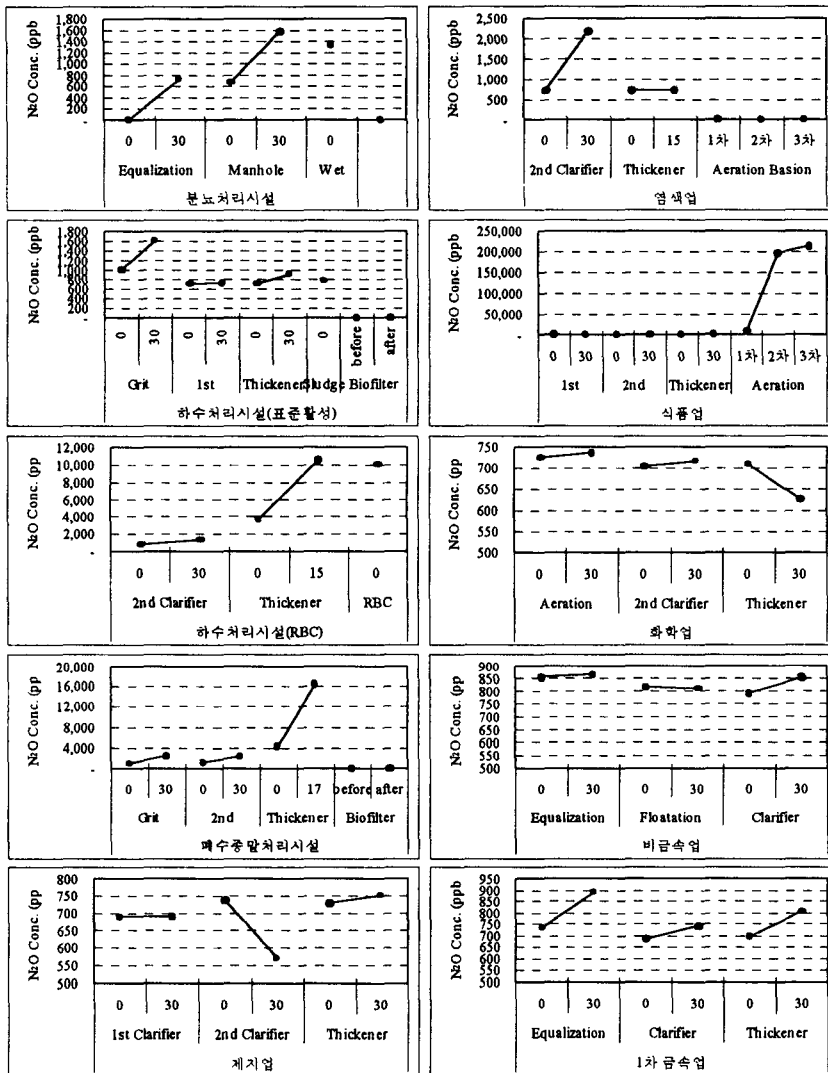 N₂O Conc. (ppb
1,800
1,600
1,400
1,200
1,000
800
600
400
200
-
0 30 0 30 0
Equalization Manhole Wet
분뇨처리시설
N₂O Conc. (ppb
2,500
2,000
1,500
1,000
500
-
0 30 0 15 1차 2차 3차
2nd Clarifier Thickener Aeration Basion
염색업
N₂O Conc. (ppb
1,800
1,600
1,400
1,200
1,000
800
600
400
200
-
0 30 0 30 0 30 0 before after
Grit 1st Thickener Sludge Biofilter
하수처리시설(표준활성)
N₂O Conc. (ppb
250,000
200,000
150,000
100,000
50,000
-
0 30 0 30 0 30 1차 2차 3차
1st 2nd Thickener Aeration
식품업
N₂O Conc. (pp
12,000
10,000
8,000
6,000
4,000
2,000
-
0 30 0 15 0
2nd Clarifier Thickener RBC
하수처리시설(RBC)
N₂O Conc. (pp
750
700
650
600
550
500
0 30 0 30 0 30
Aeration 2nd Clarifier Thickener
화학업
N₂O Conc. (pp
20,000
16,000
12,000
8,000
4,000
-
0 30 0 30 0 17 before after
Grit 2nd Thickener Biofilter
폐수종말처리시설
N₂O Conc. (pp
900
850
800
750
700
650
600
550
500
0 30 0 30 0 30
Equalization Floatation Clarifier
비금속업
N₂O Conc. (pp
800
750
700
650
600
550
500
0 30 0 30 0 30
1st Clarifier 2nd Clarifier Thickener
제지업
N₂O Conc. (ppb
950
900
850
800
750
700
650
600
550
500
0 30 0 30 0 30
Equalization Clarifier Thickener
1차 금속업